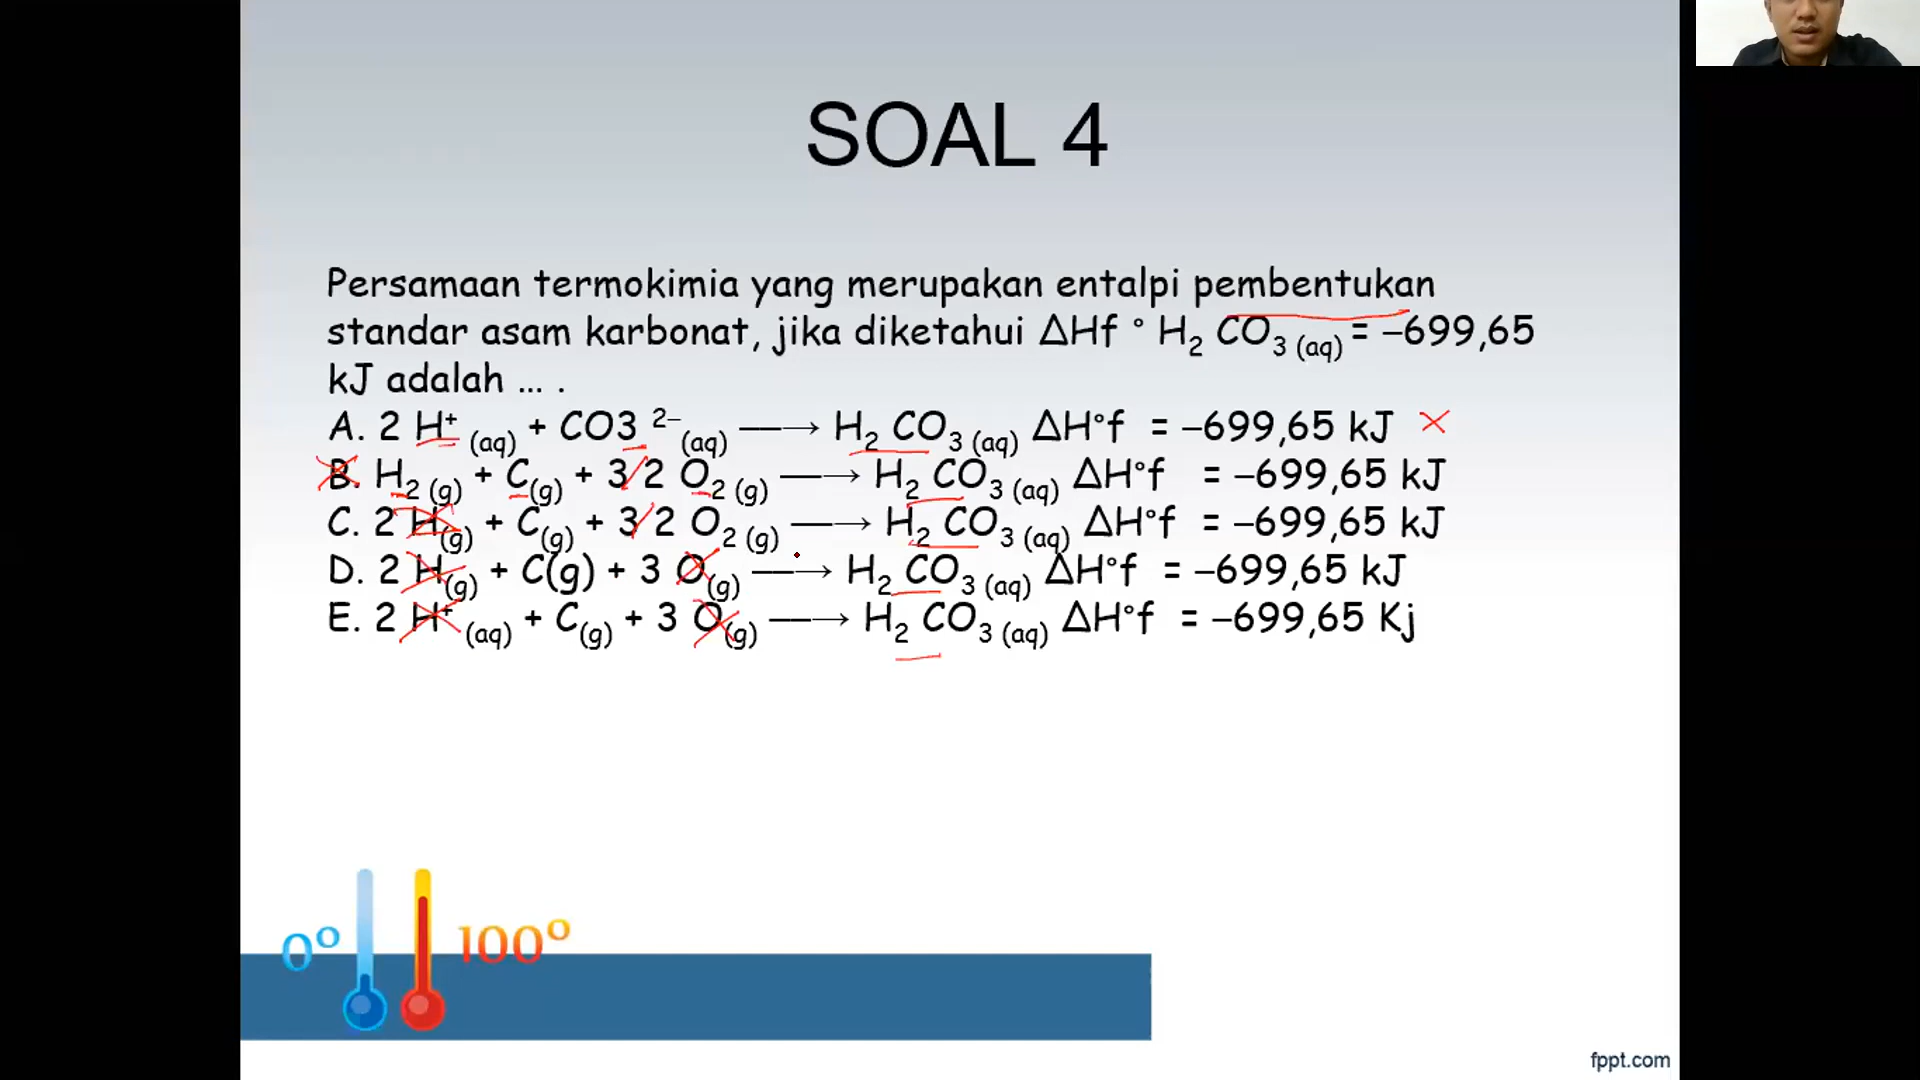 SOAL 4
Persamaan termokimia yang merupakan entalpi pembentukan
standar asam karbonat, jika diketahui ΔHf ° H₂ CO₃ (aq) = –699,65
kJ adalah ... .
A. 2 H⁺ (aq) + CO3 ²⁻(aq) ––→ H₂ CO₃ (aq) ΔH°f = –699,65 kJ
B. H₂ (g) + C(g) + 3/2 O₂ (g) ––→ H₂ CO₃ (aq) ΔH°f = –699,65 kJ
C. 2 H(g) + C(g) + 3/2 O₂ (g) ––→ H₂ CO₃ (aq) ΔH°f = –699,65 kJ
D. 2 H(g) + C(g) + 3 O(g) ––→ H₂ CO₃ (aq) ΔH°f = –699,65 kJ
E. 2 H⁺ (aq) + C(g) + 3 O(g) ––→ H₂ CO₃ (aq) ΔH°f = –699,65 Kj
0° 100°
fppt.com